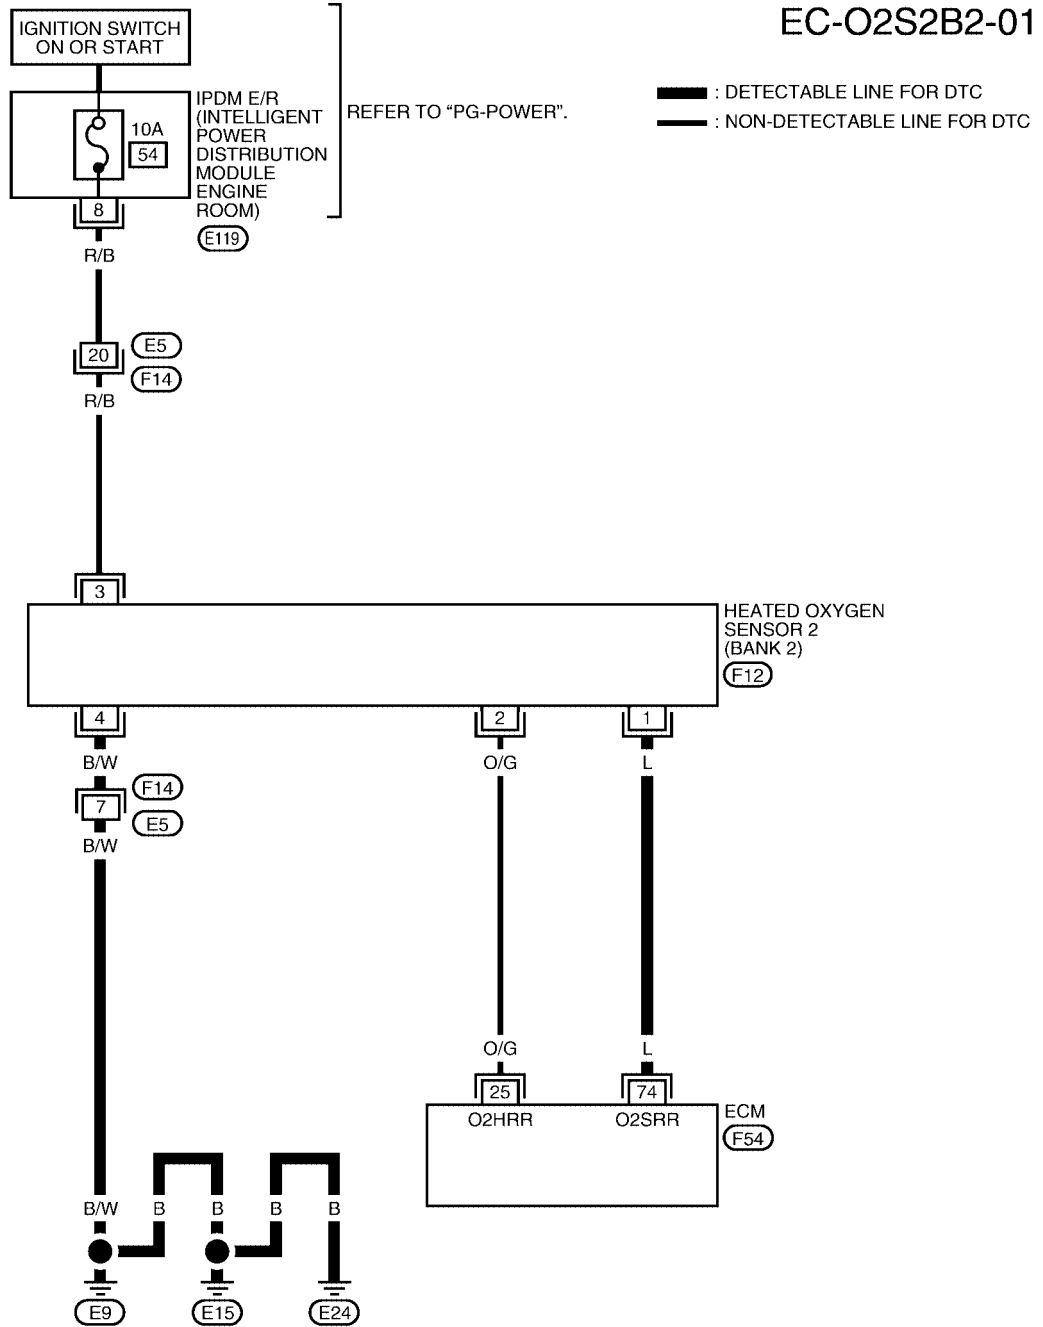 EC-O2S2B2-01
IGNITION SWITCH
ON OR START
: DETECTABLE LINE FOR DTC
: NON-DETECTABLE LINE FOR DTC
IPDM E/R
(INTELLIGENT
POWER
DISTRIBUTION
MODULE
ENGINE
ROOM)
E119
REFER TO “PG-POWER”.
10A
54
8
R/B
20
E5
F14
R/B
3
HEATED OXYGEN
SENSOR 2
(BANK 2)
F12
4
2
1
B/W
O/G
L
F14
7
E5
B/W
O/G
L
25
74
O2HRR
O2SRR
ECM
F54
B/W
B
B
B
B
E9
E15
E24